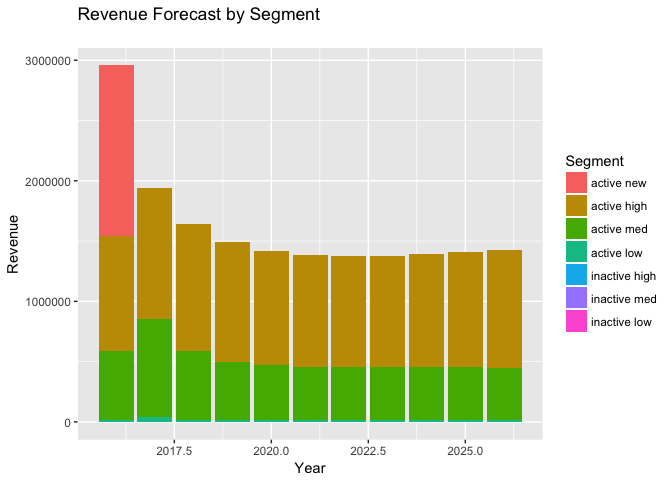 Revenue Forecast by Segment
3000000
2000000
1000000
0
Revenue
2017.5 2020.0 2022.5 2025.0
Year
Segment
active new
active high
active med
active low
inactive high
inactive med
inactive low